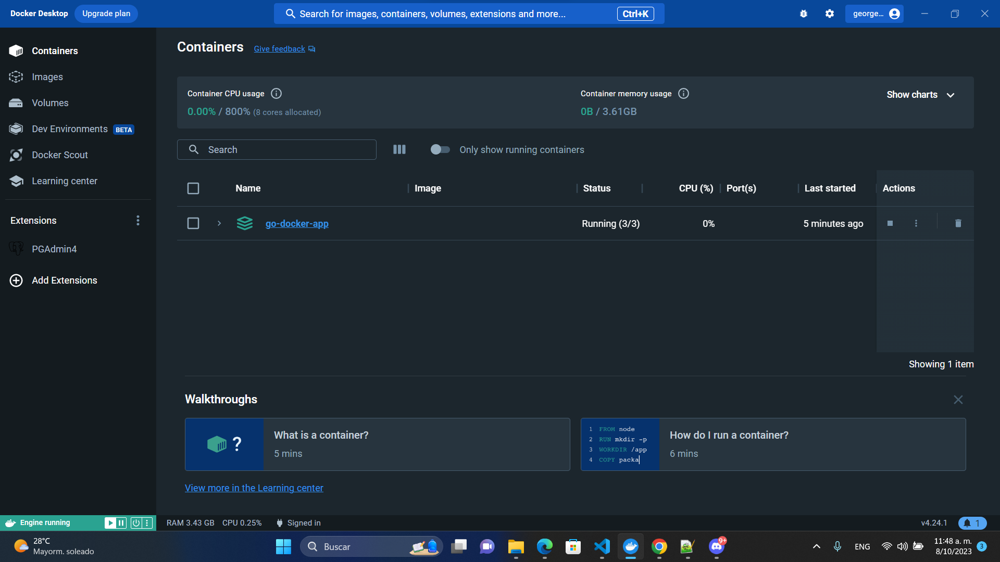 Docker Desktop Upgrade plan
Search for images, containers, volumes, extensions and more... Ctrl+K
george...
Containers
Images
Volumes
Dev Environments BETA
Docker Scout
Learning center
Extensions
PGAdmin4
Add Extensions
Containers Give feedback
Container CPU usage
0.00% / 800% (8 cores allocated)
Container memory usage
0B / 3.61GB
Show charts
Search
Only show running containers
Name Image Status CPU (%) Port(s) Last started Actions
go-docker-app Running (3/3) 0% 5 minutes ago
Showing 1 item
Walkthroughs
?
What is a container?
5 mins
1 FROM node
2 RUN mkdir -p
3 WORKDIR /app
4 COPY packa
How do I run a container?
6 mins
View more in the Learning center
Engine running RAM 3.43 GB CPU 0.25% Signed in v4.24.1 1
28°C
Mayorm. soleado
Buscar
9+
ENG
11:48 a. m.
8/10/2023
3